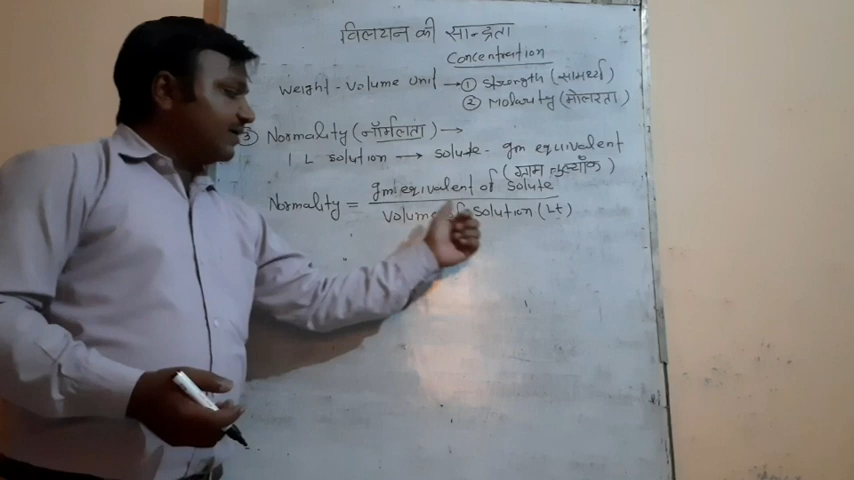 विलयन की सान्द्रता
Concentration
Weight - Volume Unit → ① Strength (सामर्थ्य)
② Molarity (मोलरता)
③ Normality (नॉर्मलता) →
1 L solution → solute - gm equivalent
(ग्राम तुल्याँक)
Normality = gm equivalent of solute
Volume of solution (Lt)